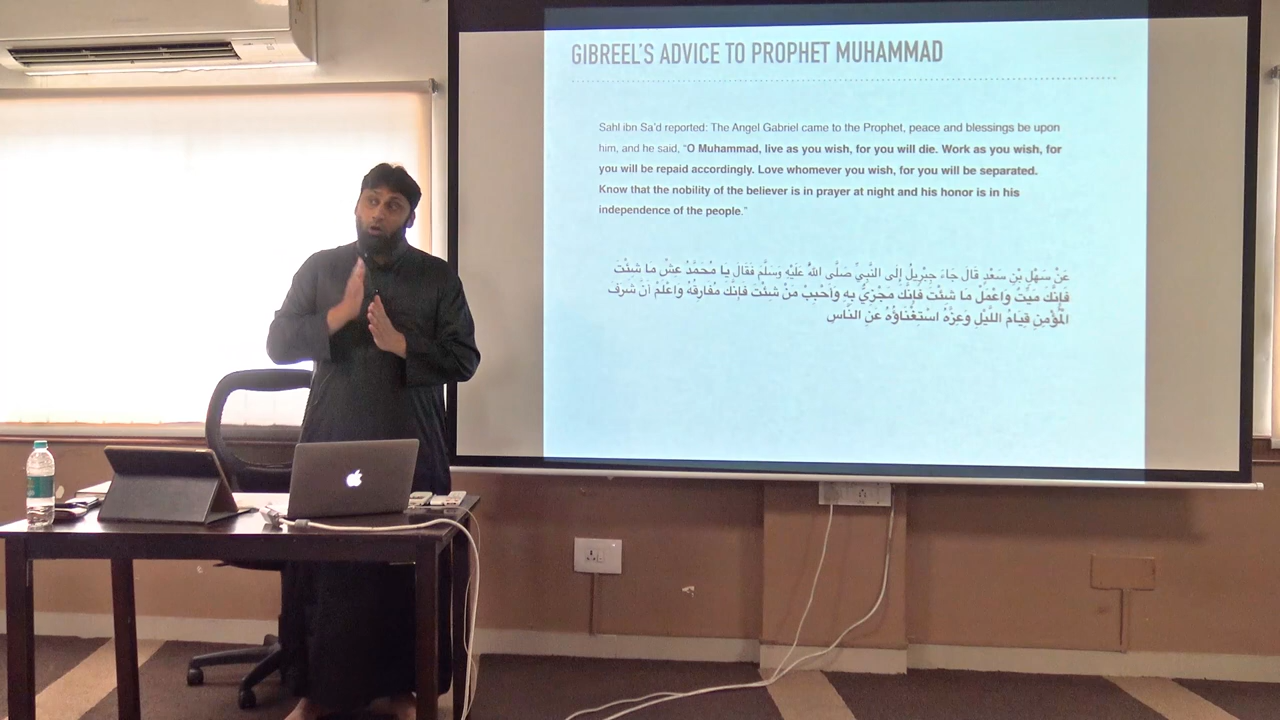 GIBREEL'S ADVICE TO PROPHET MUHAMMAD
Sahl ibn Sa'd reported: The Angel Gabriel came to the Prophet, peace and blessings be upon
him, and he said, "O Muhammad, live as you wish, for you will die. Work as you wish, for
you will be repaid accordingly. Love whomever you wish, for you will be separated.
Know that the nobility of the believer is in prayer at night and his honor is in his
independence of the people."
عَنْ سَهْلِ بْنِ سَعْدٍ قَالَ جَاءَ جِبْرِيلُ إِلَى النَّبِيِّ صَلَّى اللهُ عَلَيْهِ وَسَلَّمَ فَقَالَ يَا مُحَمَّدُ عِشْ مَا شِئْتَ
فَإِنَّكَ مَيِّتٌ وَاعْمَلْ مَا شِئْتَ فَإِنَّكَ مَجْزِيٌّ بِهِ وَأَحْبِبْ مَنْ شِئْتَ فَإِنَّكَ مُفَارِقُهُ وَاعْلَمْ أَنَّ شَرَفَ
الْمُؤْمِنِ قِيَامُ اللَّيْلِ وَعِزَّهُ اسْتِغْنَاؤُهُ عَنِ النَّاسِ